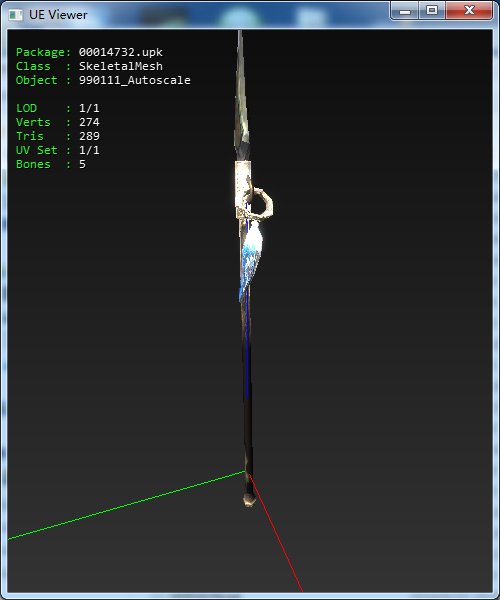 UE Viewer
Package: 00014732.upk
Class : SkeletalMesh
Object : 990111_Autoscale
LOD : 1/1
Verts : 274
Tris : 289
UV Set : 1/1
Bones : 5